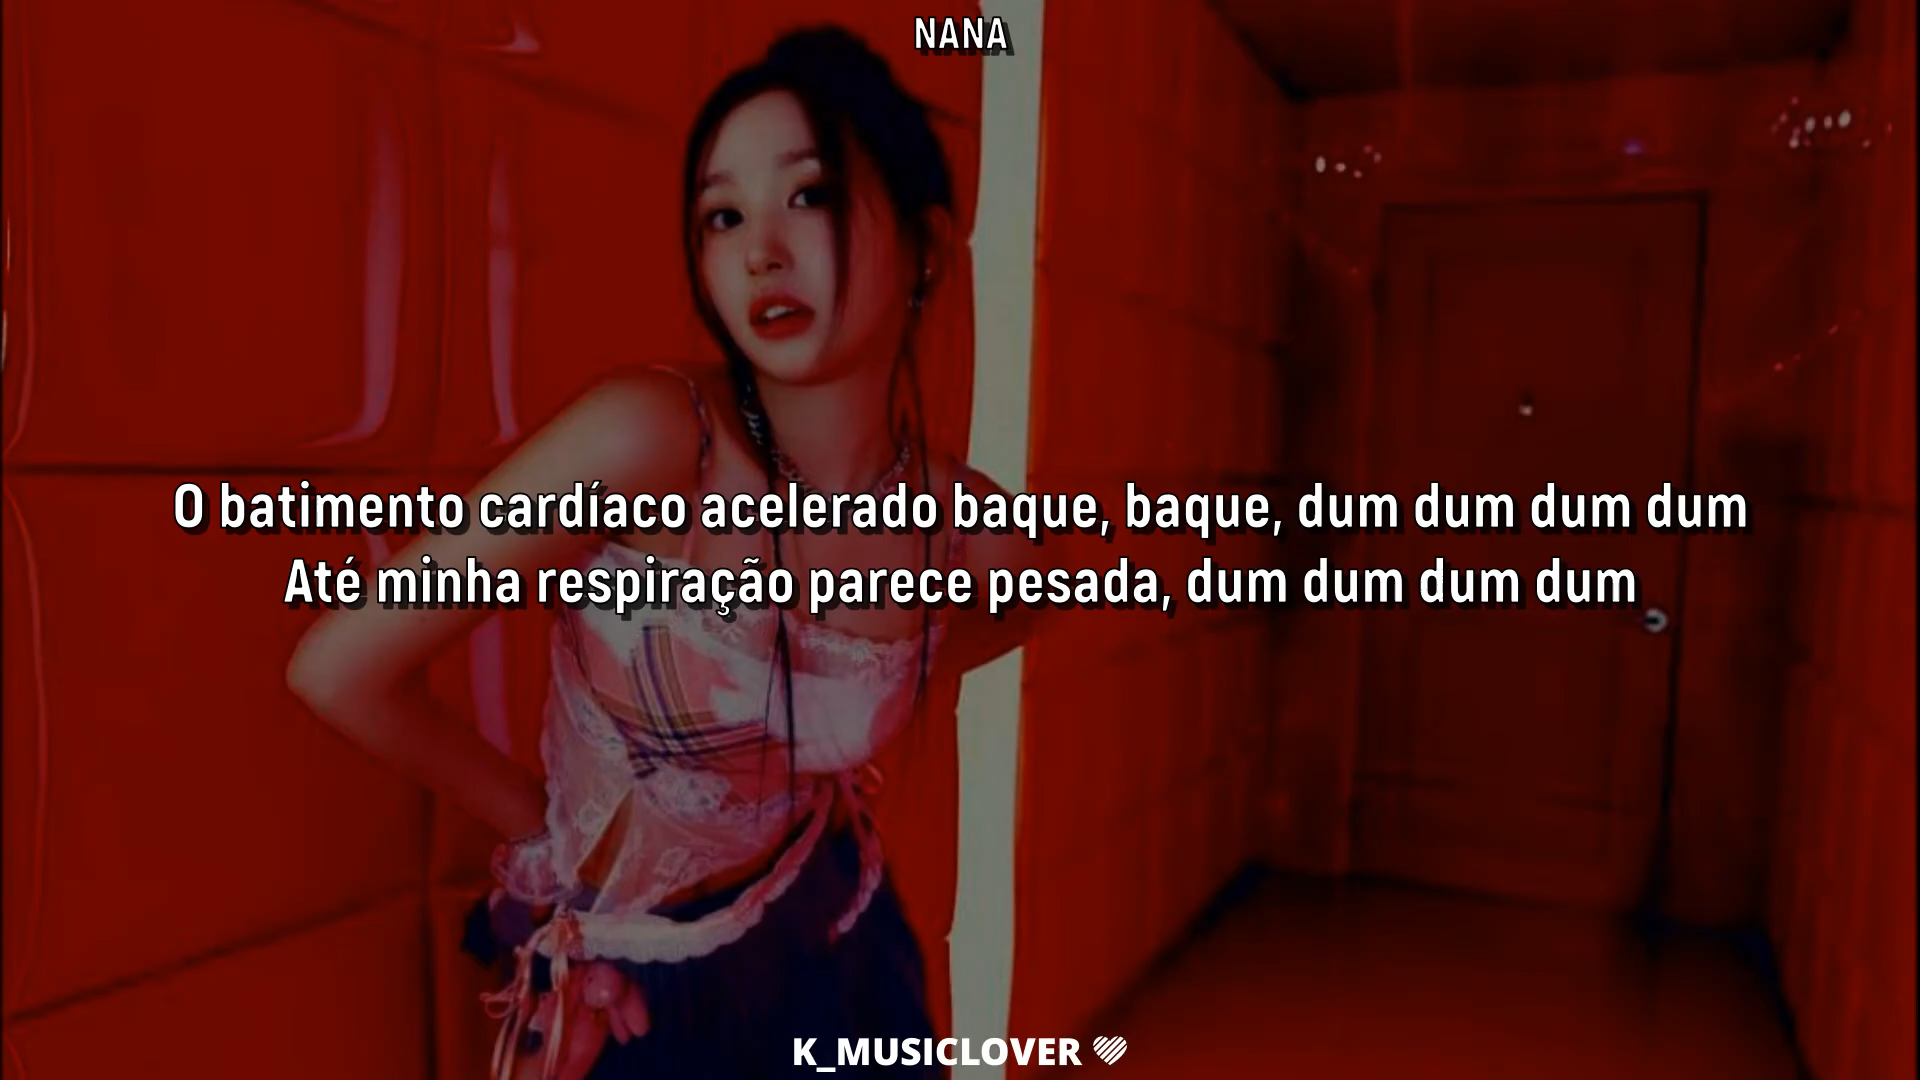 NANA
O batimento cardíaco acelerado baque, baque, dum dum dum dum
Até minha respiração parece pesada, dum dum dum dum
K_MUSICLOVER